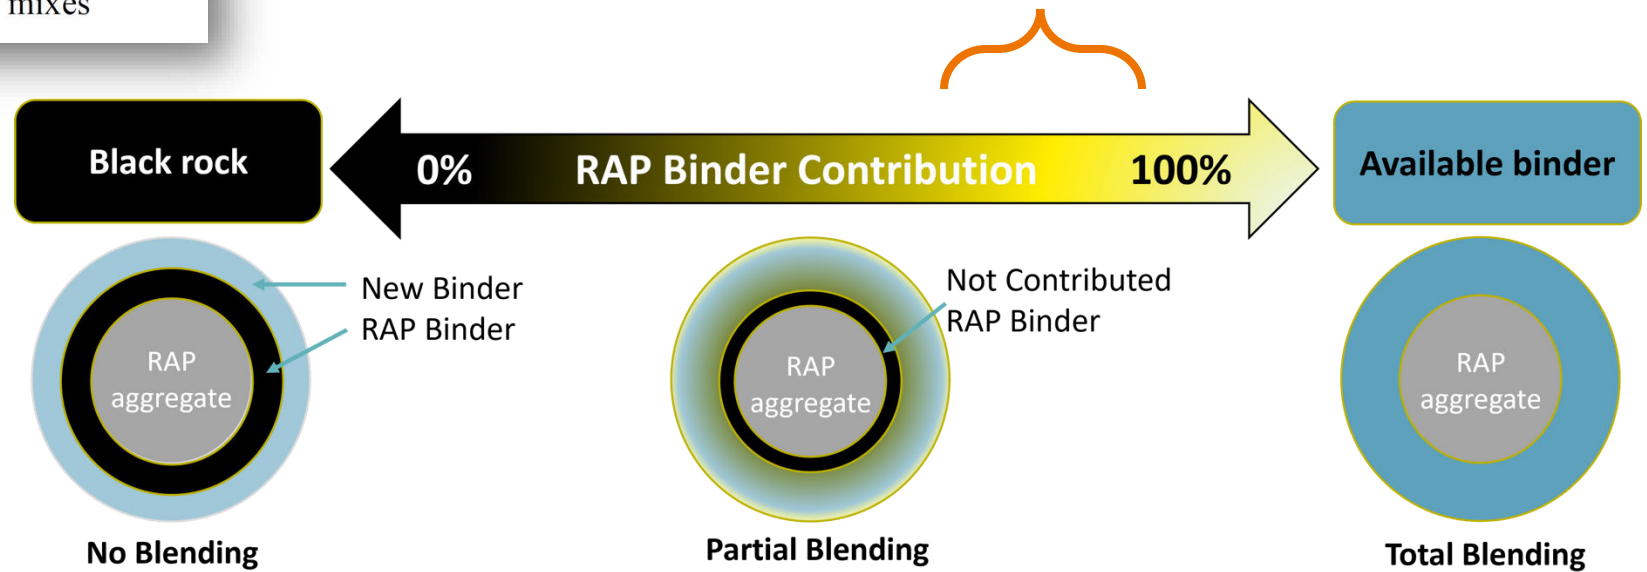 mixes
Black rock
0%
RAP Binder Contribution
100%
Available binder
New Binder
RAP Binder
Not Contributed
RAP Binder
RAP
aggregate
RAP
aggregate
RAP
aggregate
No Blending
Partial Blending
Total Blending